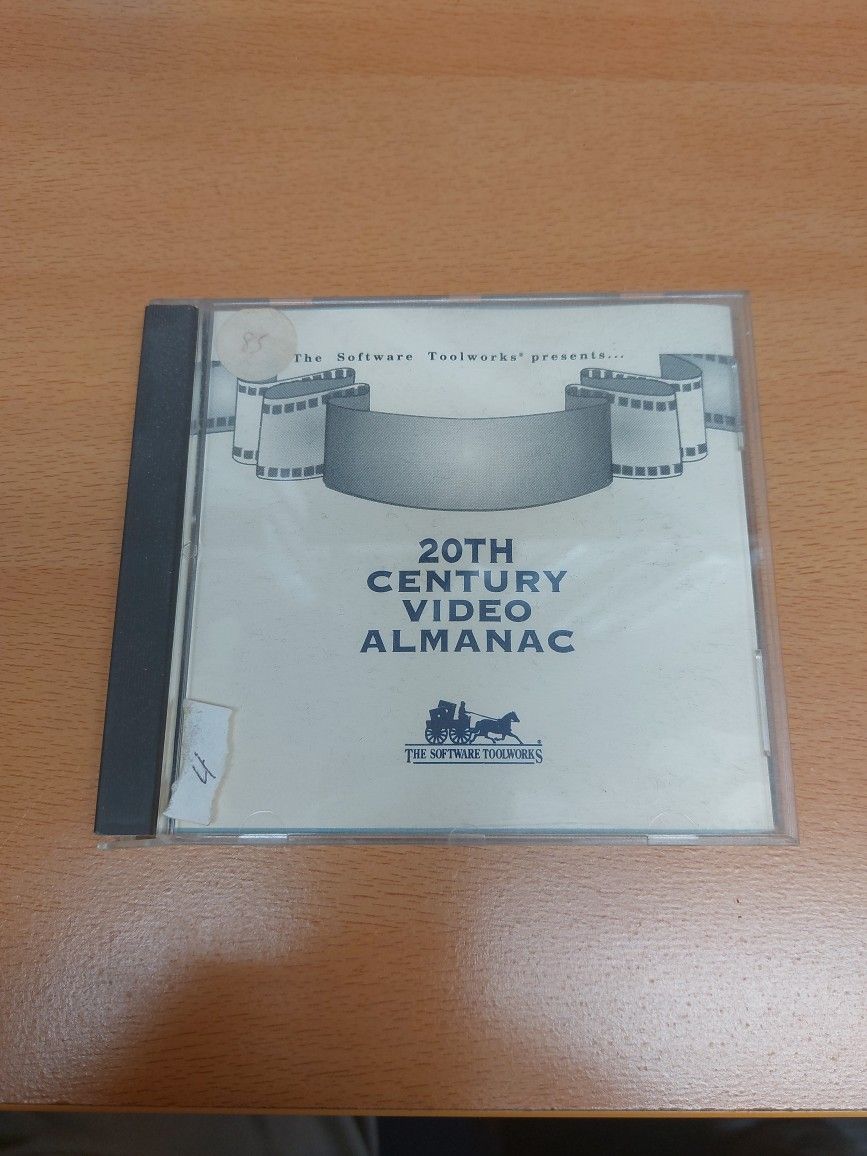 85
The Software Toolworks® presents...
20TH
CENTURY
VIDEO
ALMANAC
THE SOFTWARE TOOLWORKS®
4